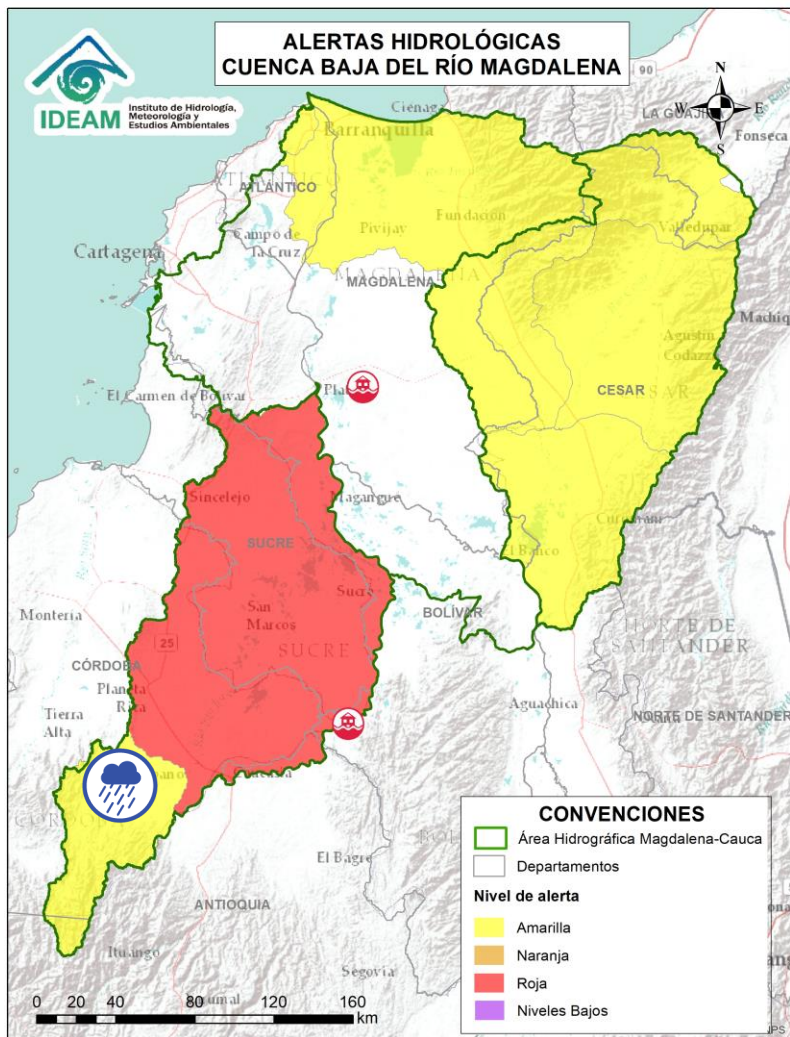 ALERTAS HIDROLÓGICAS
CUENCA BAJA DEL RÍO MAGDALENA
IDEAM
Instituto de Hidrología,
Meteorología y
Estudios Ambientales
90
N
W
E
S
Ciénaga
LA GUAJIRA
Fonseca
Barranquilla
ATLÁNTICO
Valledupar
Pivijay
Fundación
Cartagena
Campo de
la Cruz
MAGDALENA
Agustín
Codazzi
CESAR
El Carmen de Bolívar
Sincelejo
Magangue
SUCRE
El Banco
Sucre
BOLÍVAR
Montería
San
Marcos
SUCRE
NORTE DE
SANTANDER
25
CÓRDOBA
Planeta
Rica
Aguachica
Tierra
Alta
NORTE DE SANTANDER
El Bagre
ANTIOQUIA
Ituango
Segovia
CONVENCIONES
Área Hidrográfica Magdalena-Cauca
Departamentos
Nivel de alerta
Amarilla
Naranja
Roja
Niveles Bajos
0 20 40 80 120 160
km